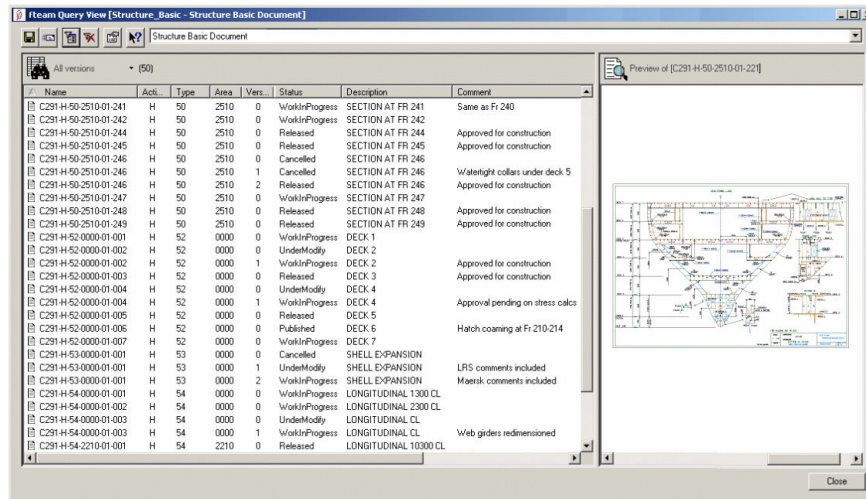 Fteam Query View [Structure_Basic - Structure Basic Document]
Structure Basic Document
All versions (50)
Preview of [C291-H-50-2510-01-221]
Name Acti... Type Area Vers... Status Description Comment
C291-H-50-2510-01-241 H 50 2510 0 WorkInProgress SECTION AT FR 241 Same as Fr 240
C291-H-50-2510-01-242 H 50 2510 0 WorkInProgress SECTION AT FR 242
C291-H-50-2510-01-244 H 50 2510 0 Released SECTION AT FR 244 Approved for construction
C291-H-50-2510-01-245 H 50 2510 0 Released SECTION AT FR 245 Approved for construction
C291-H-50-2510-01-246 H 50 2510 0 Cancelled SECTION AT FR 246
C291-H-50-2510-01-246 H 50 2510 1 Cancelled SECTION AT FR 246 Watertight collars under deck 5
C291-H-50-2510-01-246 H 50 2510 2 Released SECTION AT FR 246 Approved for construction
C291-H-50-2510-01-247 H 50 2510 0 WorkInProgress SECTION AT FR 247
C291-H-50-2510-01-248 H 50 2510 0 Released SECTION AT FR 248 Approved for construction
C291-H-50-2510-01-249 H 50 2510 0 Released SECTION AT FR 249 Approved for construction
C291-H-52-0000-01-001 H 52 0000 0 WorkInProgress DECK 1
C291-H-52-0000-01-002 H 52 0000 0 UnderModify DECK 2
C291-H-52-0000-01-002 H 52 0000 1 WorkInProgress DECK 2 Approved for construction
C291-H-52-0000-01-003 H 52 0000 0 Released DECK 3 Approved for construction
C291-H-52-0000-01-004 H 52 0000 0 UnderModify DECK 4
C291-H-52-0000-01-004 H 52 0000 1 WorkInProgress DECK 4 Approval pending on stress calcs
C291-H-52-0000-01-005 H 52 0000 0 Released DECK 5
C291-H-52-0000-01-006 H 52 0000 0 Published DECK 6 Hatch coaming at Fr 210-214
C291-H-52-0000-01-007 H 52 0000 0 WorkInProgress DECK 7
C291-H-53-0000-01-001 H 53 0000 0 Cancelled SHELL EXPANSION
C291-H-53-0000-01-001 H 53 0000 1 UnderModify SHELL EXPANSION LRS comments included
C291-H-53-0000-01-001 H 53 0000 2 WorkInProgress SHELL EXPANSION Maersk comments included
C291-H-54-0000-01-001 H 54 0000 0 WorkInProgress LONGITUDINAL 1300 CL
C291-H-54-0000-01-002 H 54 0000 0 WorkInProgress LONGITUDINAL 2300 CL
C291-H-54-0000-01-003 H 54 0000 0 UnderModify LONGITUDINAL CL
C291-H-54-0000-01-003 H 54 0000 1 WorkInProgress LONGITUDINAL CL Web girders redimensioned
C291-H-54-2210-01-001 H 54 2210 0 Released LONGITUDINAL 10300 CL
Close